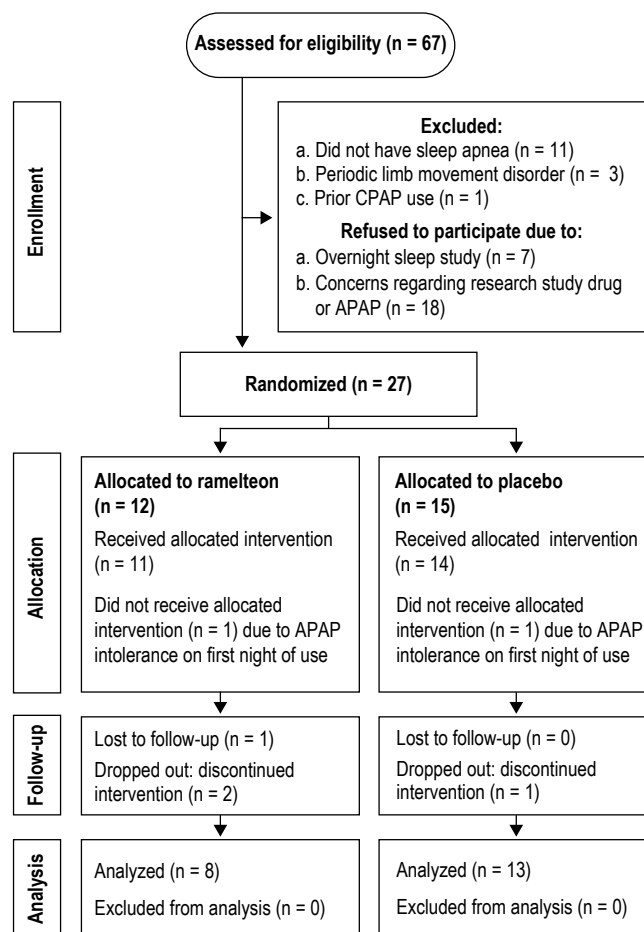 Assessed for eligibility (n = 67)
Enrollment
Excluded:
a. Did not have sleep apnea (n = 11)
b. Periodic limb movement disorder (n = 3)
c. Prior CPAP use (n = 1)
Refused to participate due to:
a. Overnight sleep study (n = 7)
b. Concerns regarding research study drug
or APAP (n = 18)
Randomized (n = 27)
Allocation
Allocated to ramelteon
(n = 12)
Received allocated intervention
(n = 11)
Did not receive allocated
intervention (n = 1) due to APAP
intolerance on first night of use
Allocated to placebo
(n = 15)
Received allocated intervention
(n = 14)
Did not receive allocated
intervention (n = 1) due to APAP
intolerance on first night of use
Follow-up
Lost to follow-up (n = 1)
Dropped out: discontinued
intervention (n = 2)
Lost to follow-up (n = 0)
Dropped out: discontinued
intervention (n = 1)
Analysis
Analyzed (n = 8)
Excluded from analysis (n = 0)
Analyzed (n = 13)
Excluded from analysis (n = 0)